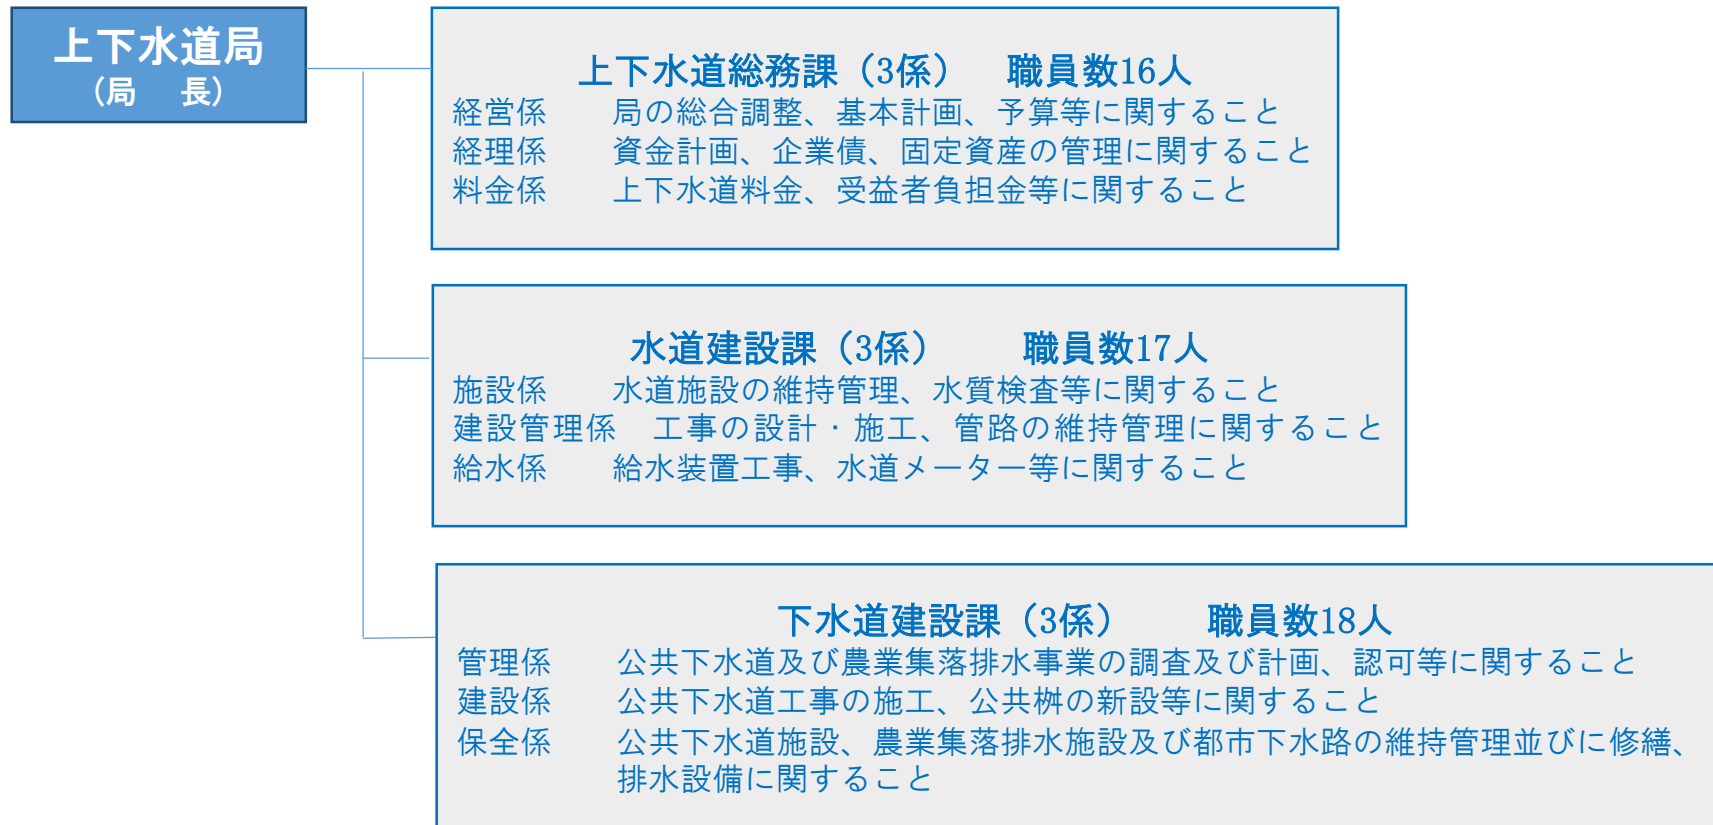 上下水道局
（局　長）
上下水道総務課（3係）　職員数16人
経営係　　局の総合調整、基本計画、予算等に関すること
経理係　　資金計画、企業債、固定資産の管理に関すること
料金係　　上下水道料金、受益者負担金等に関すること
水道建設課（3係）　　職員数17人
施設係　　水道施設の維持管理、水質検査等に関すること
建設管理係　工事の設計・施工、管路の維持管理に関すること
給水係　　給水装置工事、水道メーター等に関すること
下水道建設課（3係）　　職員数18人
管理係　　公共下水道及び農業集落排水事業の調査及び計画、認可等に関すること
建設係　　公共下水道工事の施工、公共桝の新設等に関すること
保全係　　公共下水道施設、農業集落排水施設及び都市下水路の維持管理並びに修繕、
排水設備に関すること